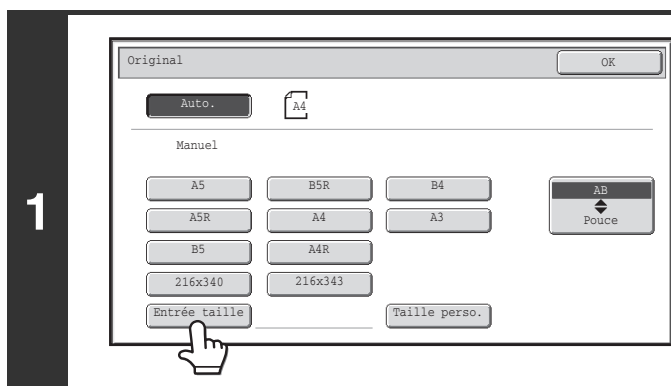 1
Original OK
Auto. A4
Manuel
A5 B5R B4 AB
A5R A4 A3 Pouce
B5 A4R
216x340 216x343
Entrée taille Taille perso.